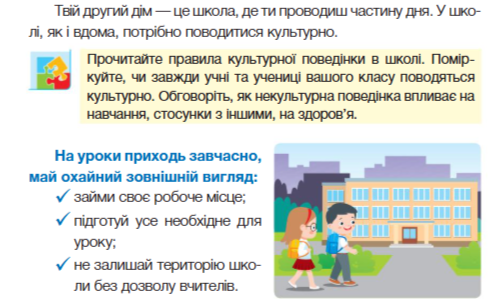 Твій другий дім — це школа, де ти проводиш частину дня. У шко-
лі, як і вдома, потрібно поводитися культурно.
Прочитайте правила культурної поведінки в школі. Помір-
куйте, чи завжди учні та учениці вашого класу поводяться
культурно. Обговоріть, як некультурна поведінка впливає на
навчання, стосунки з іншими, на здоров’я.
На уроки приходь завчасно,
май охайний зовнішній вигляд:
✓ займи своє робоче місце;
✓ підготуй усе необхідне для
уроку;
✓ не залишай територію шко-
ли без дозволу вчителів.